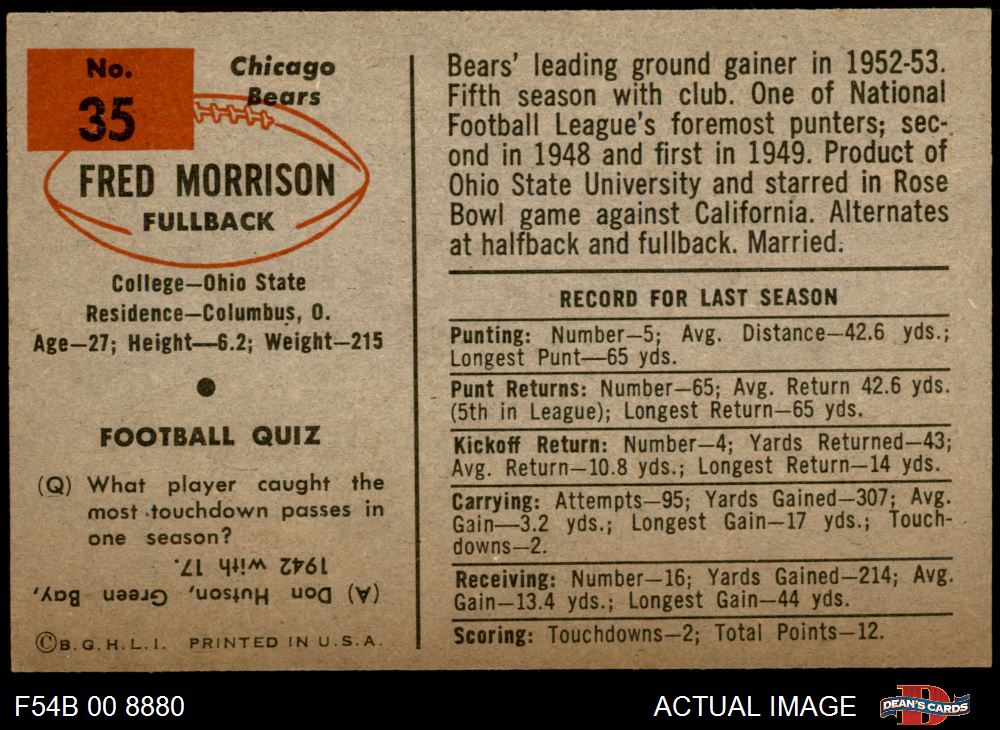 No.
35
Chicago
Bears
FRED MORRISON
FULLBACK
College—Ohio State
Residence—Columbus, O.
Age—27; Height—6.2; Weight—215
FOOTBALL QUIZ
(Q) What player caught the
most touchdown passes in
one season?
(A) Don Hutson, Green Bay,
1942 with 17.
©B.G.H.L.I. PRINTED IN U.S.A.
Bears' leading ground gainer in 1952-53.
Fifth season with club. One of National
Football League's foremost punters; sec-
ond in 1948 and first in 1949. Product of
Ohio State University and starred in Rose
Bowl game against California. Alternates
at halfback and fullback. Married.
RECORD FOR LAST SEASON
Punting: Number—5; Avg. Distance—42.6 yds.;
Longest Punt—65 yds.
Punt Returns: Number—65; Avg. Return 42.6 yds.
(5th in League); Longest Return—65 yds.
Kickoff Return: Number—4; Yards Returned—43;
Avg. Return—10.8 yds.; Longest Return—14 yds.
Carrying: Attempts—95; Yards Gained—307; Avg.
Gain—3.2 yds.; Longest Gain—17 yds.; Touch-
downs—2.
Receiving: Number—16; Yards Gained—214; Avg.
Gain—13.4 yds.; Longest Gain—44 yds.
Scoring: Touchdowns—2; Total Points—12.
F54B 00 8880
ACTUAL IMAGE
D
DEAN'S CARDS